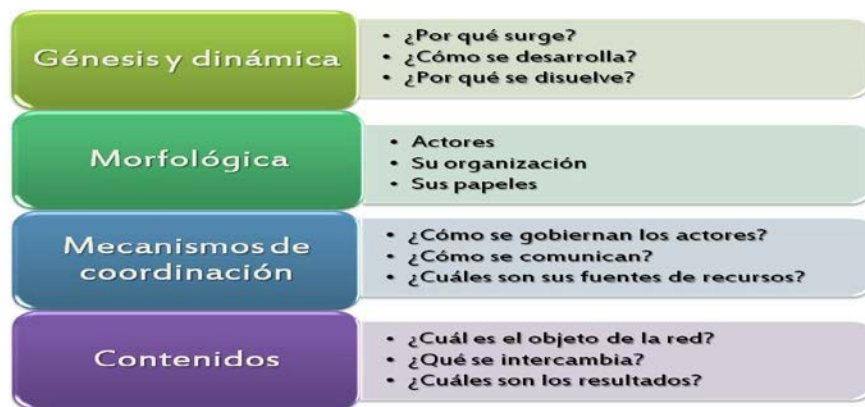 Génesis y dinámica
• ¿Por qué surge?
• ¿Cómo se desarrolla?
• ¿Por qué se disuelve?
Morfológica
• Actores
• Su organización
• Sus papeles
Mecanismos de
coordinación
• ¿Cómo se gobiernan los actores?
• ¿Cómo se comunican?
• ¿Cuáles son sus fuentes de recursos?
Contenidos
• ¿Cuál es el objeto de la red?
• ¿Qué se intercambia?
• ¿Cuáles son los resultados?